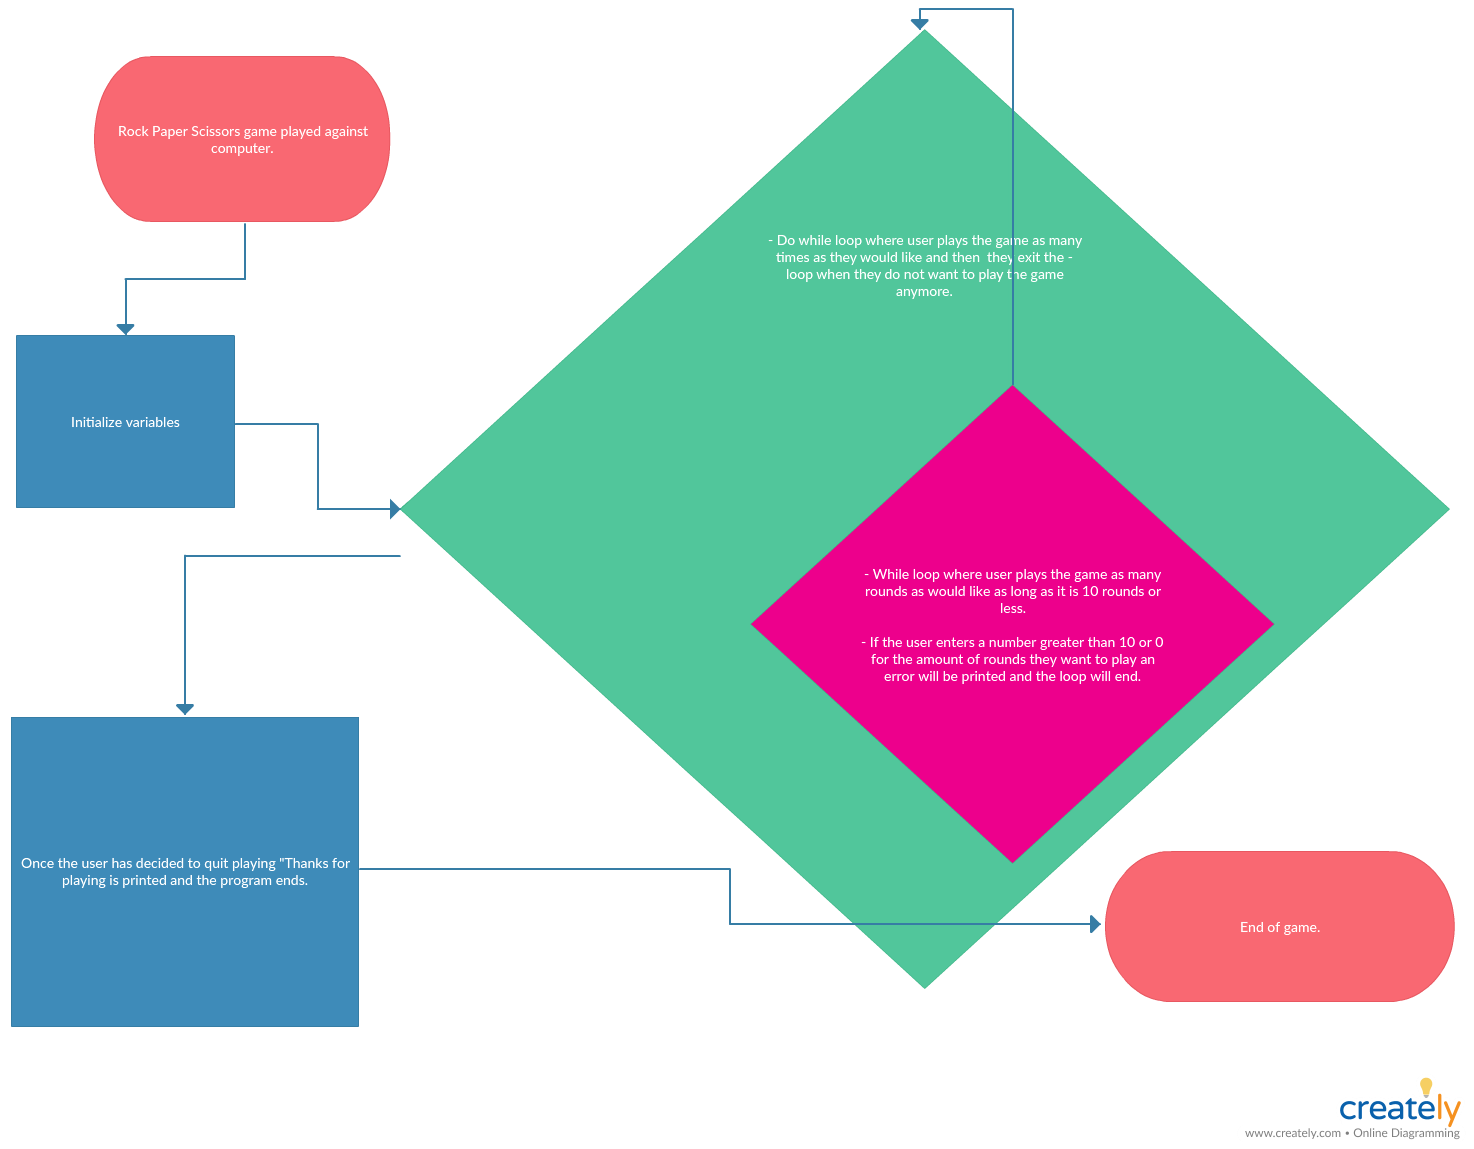 Rock Paper Scissors game played against
computer.
- Do while loop where user plays the game as many
times as they would like and then  they exit the -
loop when they do not want to play the game
anymore.
Initialize variables
- While loop where user plays the game as many
rounds as would like as long as it is 10 rounds or
less.
- If the user enters a number greater than 10 or 0
for the amount of rounds they want to play an
error will be printed and the loop will end.
Once the user has decided to quit playing "Thanks for
playing is printed and the program ends.
End of game.
creately
www.creately.com • Online Diagramming